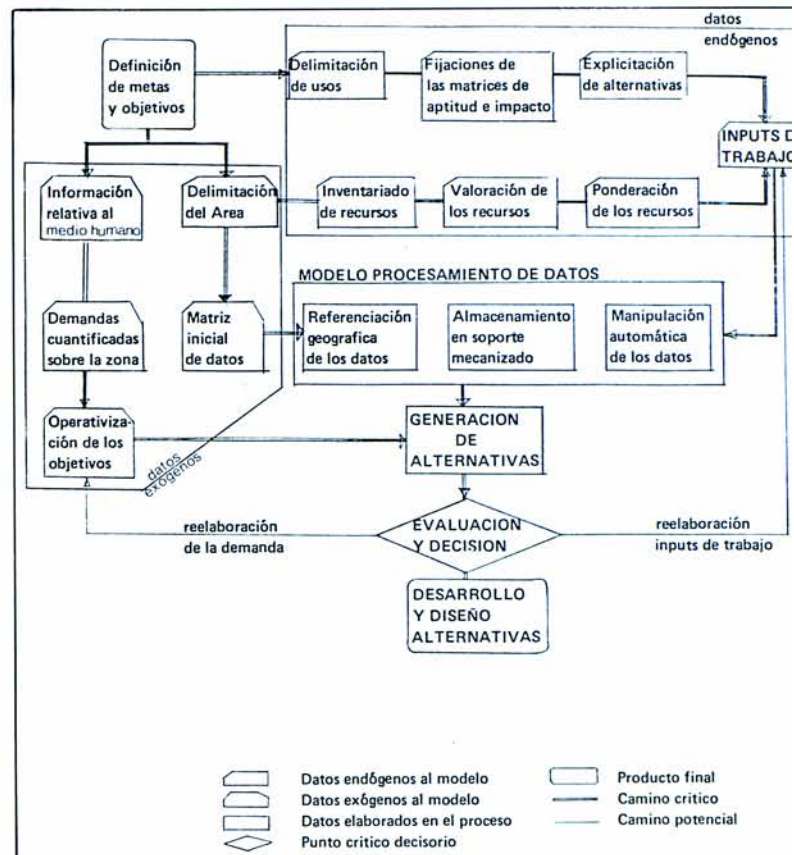 datos
endógenos
Definición
de metas
y objetivos
Delimitación
de usos
Fijaciones de
las matrices de
aptitud e impacto
Explicitación
de alternativas
INPUTS D
TRABAJO
Información
relativa al
medio humano
Delimitación
del Area
Inventariado
de recursos
Valoración de
los recursos
Ponderación
de los recursos
MODELO PROCESAMIENTO DE DATOS
Demandas
cuantificadas
sobre la zona
Matriz
inicial
de datos
Referenciación
geografica
de los datos
Almacenamiento
en soporte
mecanizado
Manipulación
automática
de los datos
Operativiza-
ción de los
objetivos
datos
exógenos
GENERACION
DE
ALTERNATIVAS
reelaboración
de la demanda
EVALUACION
Y DECISION
reelaboración
inputs de trabajo
DESARROLLO
Y DISEÑO
ALTERNATIVAS
Datos endógenos al modelo
Datos exógenos al modelo
Datos elaborados en el proceso
Punto critico decisorio
Producto final
Camino critico
Camino potencial